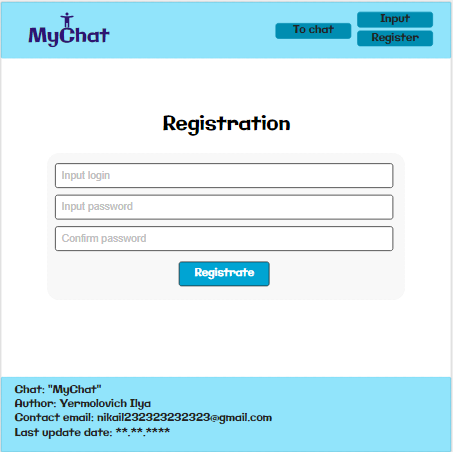 MyChat
To chat
Input
Register
Registration
Input login
Input password
Confirm password
Registrate
Chat: "MyChat"
Author: Yermolovich Ilya
Contact email: nikail232323232323@gmail.com
Last update date: **.**.****